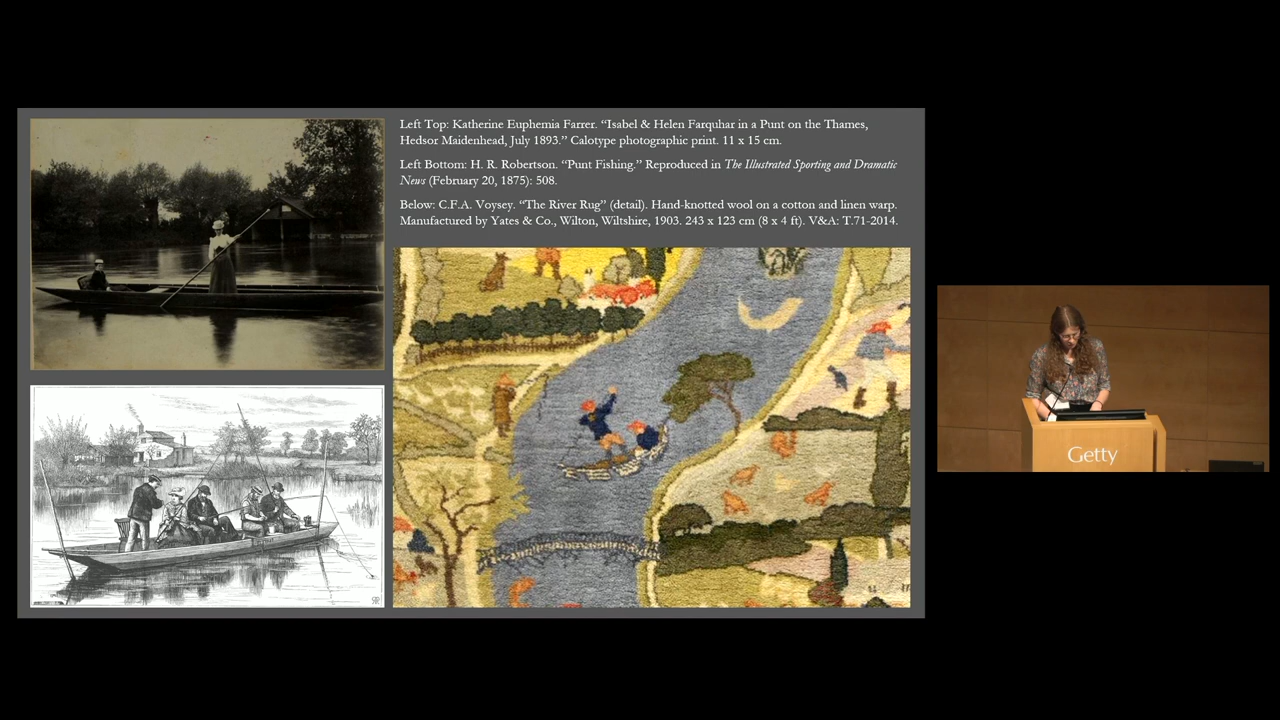 Left Top: Katherine Euphemia Farrer. “Isabel & Helen Farquhar in a Punt on the Thames,
Hedsor Maidenhead, July 1893.” Calotype photographic print. 11 x 15 cm.
Left Bottom: H. R. Robertson. “Punt Fishing.” Reproduced in The Illustrated Sporting and Dramatic
News (February 20, 1875): 508.
Below: C.F.A. Voysey. “The River Rug” (detail). Hand-knotted wool on a cotton and linen warp.
Manufactured by Yates & Co., Wilton, Wiltshire, 1903. 243 x 123 cm (8 x 4 ft). V&A: T.71-2014.
Getty